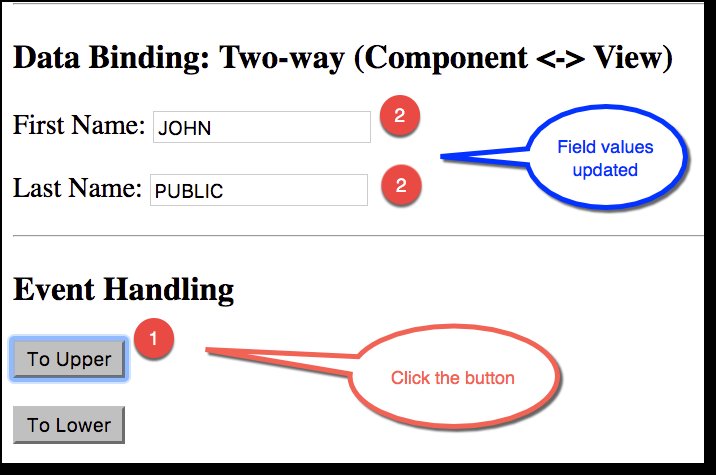 Data Binding: Two-way (Component <-> View)
First Name: JOHN 2
Field values
updated
Last Name: PUBLIC 2
Event Handling
To Upper 1
Click the button
To Lower